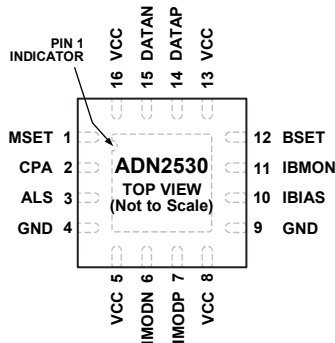 PIN 1
INDICATOR
16 VCC
15 DATAN
14 DATAP
13 VCC
MSET 1
CPA 2
ALS 3
GND 4
ADN2530
TOP VIEW
(Not to Scale)
12 BSET
11 IBMON
10 IBIAS
9 GND
VCC 5
IMODN 6
IMODP 7
VCC 8